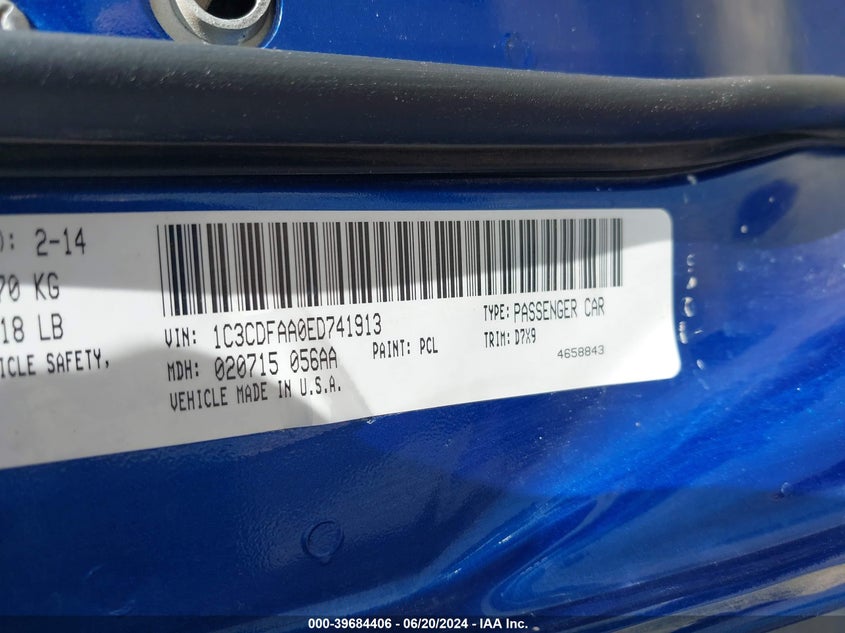 ): 2-14
70 KG
18 LB
ICLE SAFETY,
VIN: 1C3CDFAA0ED741913
TYPE: PASSENGER CAR
MDH: 020715 056AA
PAINT: PCL
TRIM: D7X9
VEHICLE MADE IN U.S.A.
4658843
000-39684406 - 06/20/2024 - IAA, Inc.